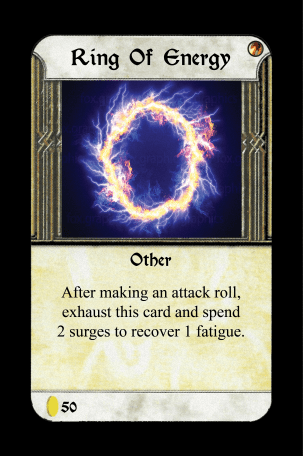 Ring Of Energy
Other
After making an attack roll,
exhaust this card and spend
2 surges to recover 1 fatigue.
50